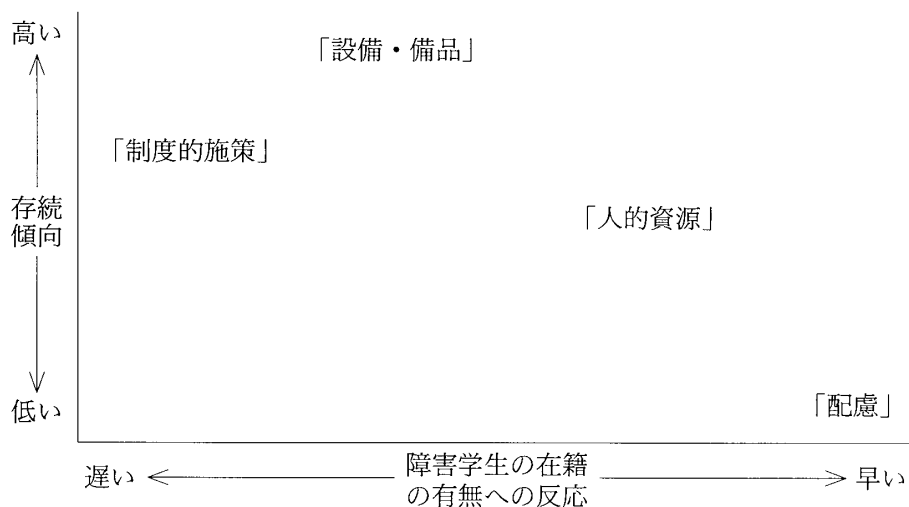 高い
「設備・備品」
「制度的施策」
存続
傾向
「人的資源」
低い
「配慮」
遅い
障害学生の在籍
の有無への反応
早い